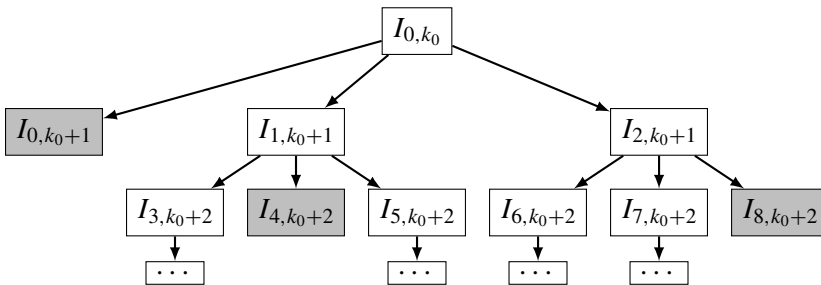 I_{0,k_0}
I_{0,k_0+1} I_{1,k_0+1} I_{2,k_0+1}
I_{3,k_0+2} I_{4,k_0+2} I_{5,k_0+2} I_{6,k_0+2} I_{7,k_0+2} I_{8,k_0+2}
··· ··· ··· ···